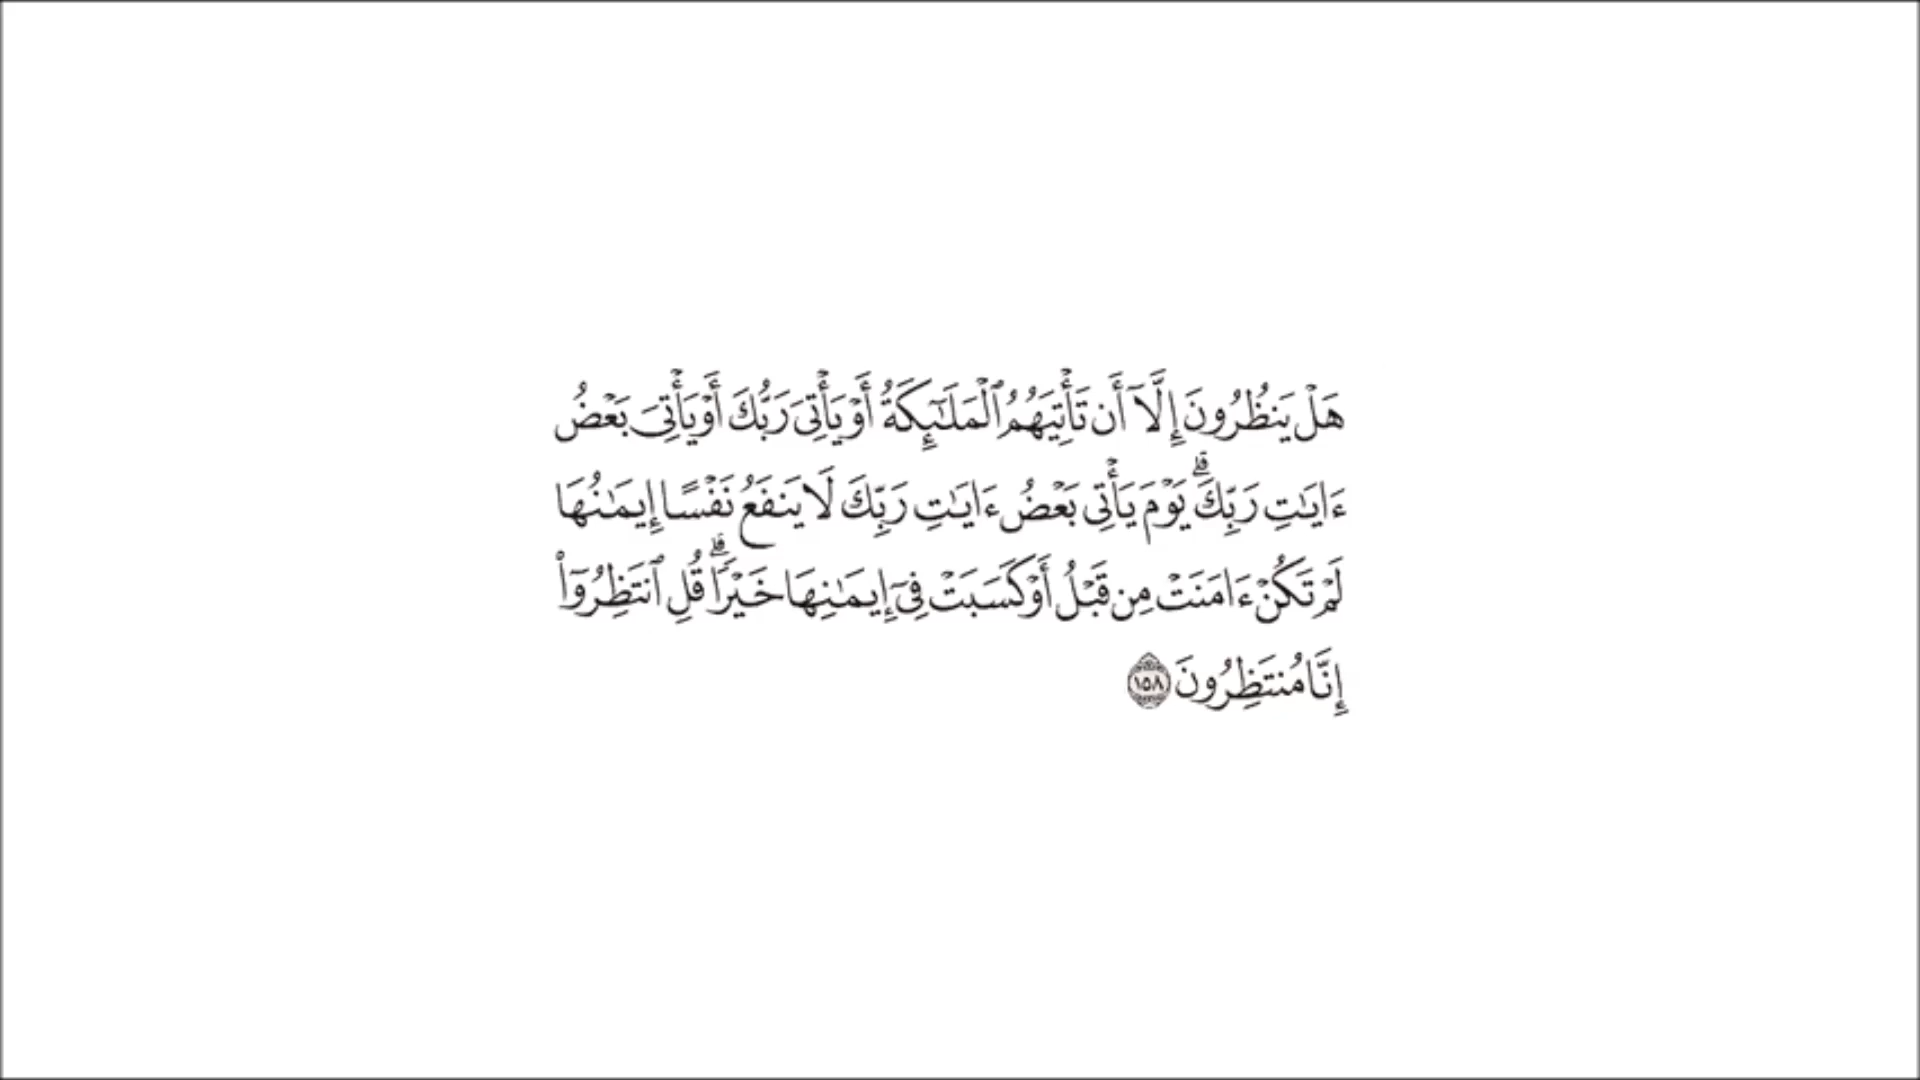 هَلْ يَنظُرُونَ إِلَّآ أَن تَأْتِيَهُمُ ٱلْمَلَـٰٓئِكَةُ أَوْ يَأْتِىَ رَبُّكَ أَوْ يَأْتِىَ بَعْضُ
ءَايَـٰتِ رَبِّكَ ۗ يَوْمَ يَأْتِى بَعْضُ ءَايَـٰتِ رَبِّكَ لَا يَنفَعُ نَفْسًا إِيمَـٰنُهَا
لَمْ تَكُنْ ءَامَنَتْ مِن قَبْلُ أَوْ كَسَبَتْ فِىٓ إِيمَـٰنِهَا خَيْرًا ۗ قُلِ ٱنتَظِرُوٓا۟
إِنَّا مُنتَظِرُونَ ١٥٨